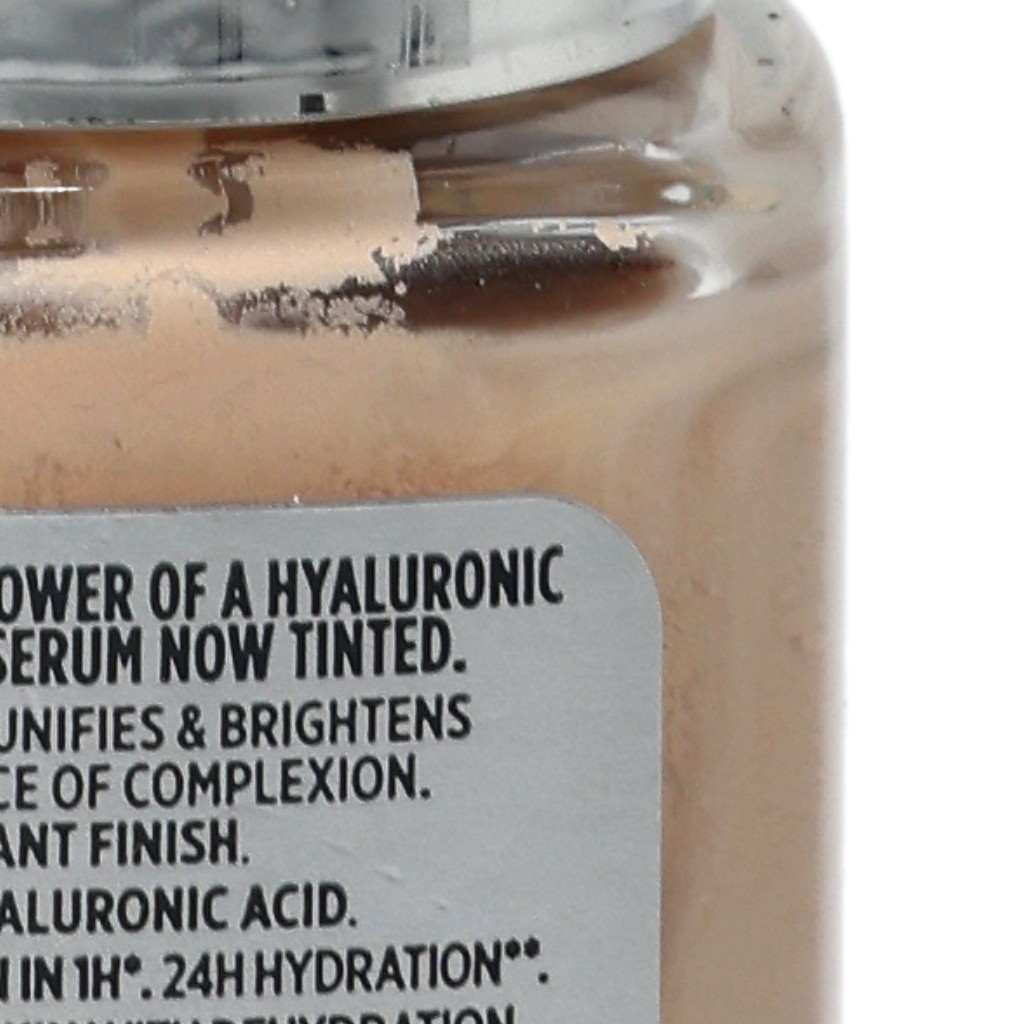 OWER OF A HYALURONIC
SERUM NOW TINTED.
UNIFIES & BRIGHTENS
CE OF COMPLEXION.
ANT FINISH.
ALURONIC ACID.
N IN 1H*. 24H HYDRATION**.
DEHYDRATION